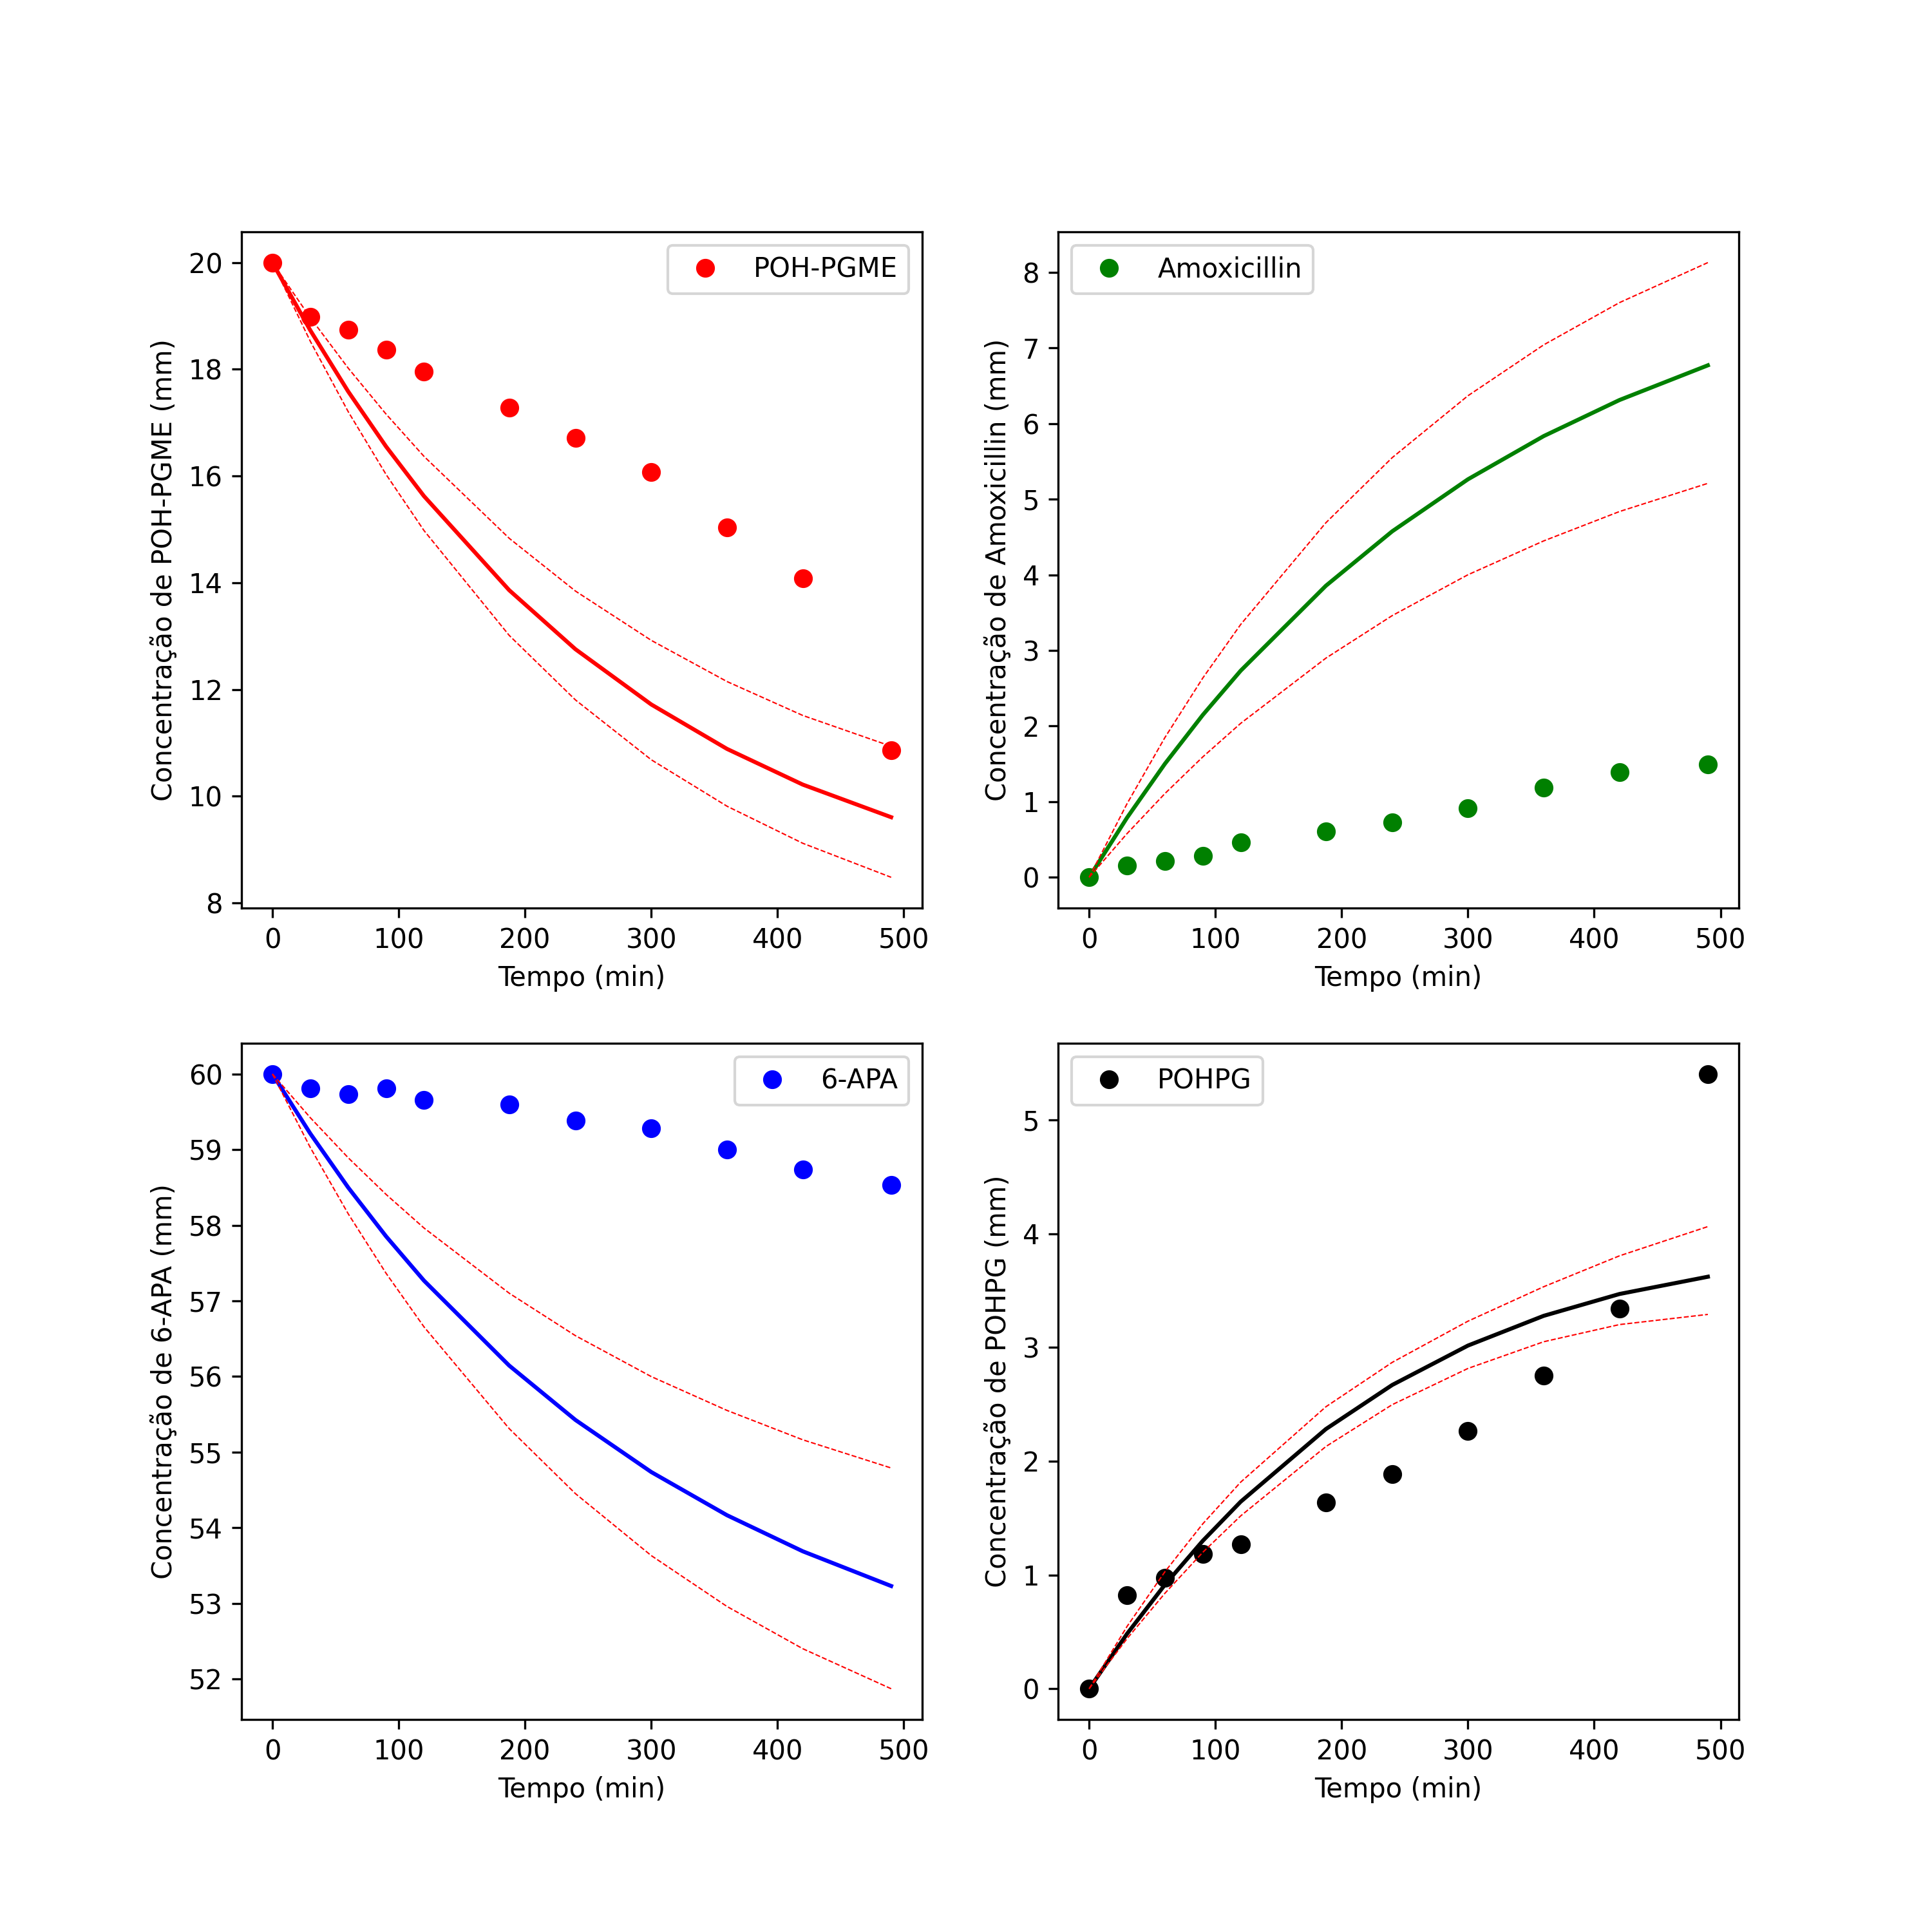 POH-PGME
Concentração de POH-PGME (mm)
20
18
16
14
12
10
8
0 100 200 300 400 500
Tempo (min)
Amoxicillin
Concentração de Amoxicillin (mm)
8
7
6
5
4
3
2
1
0
0 100 200 300 400 500
Tempo (min)
6-APA
Concentração de 6-APA (mm)
60
59
58
57
56
55
54
53
52
0 100 200 300 400 500
Tempo (min)
POHPG
Concentração de POHPG (mm)
5
4
3
2
1
0
0 100 200 300 400 500
Tempo (min)